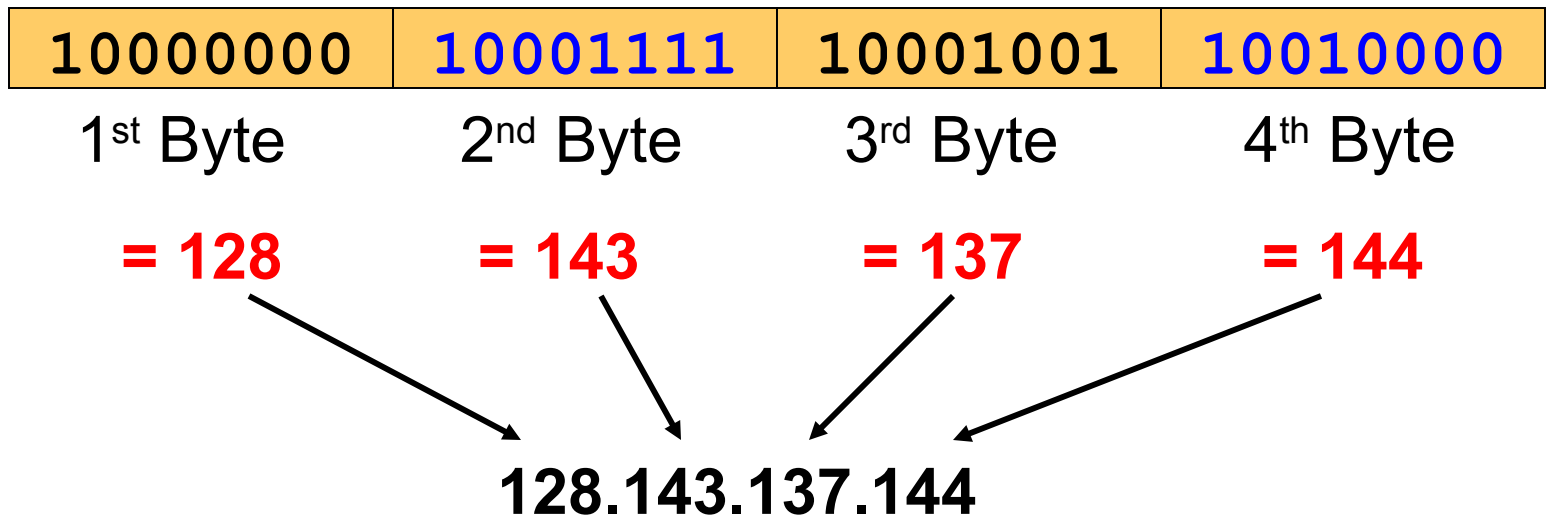 10000000 10001111 10001001 10010000
1st Byte 2nd Byte 3rd Byte 4th Byte
= 128 = 143 = 137 = 144
128.143.137.144